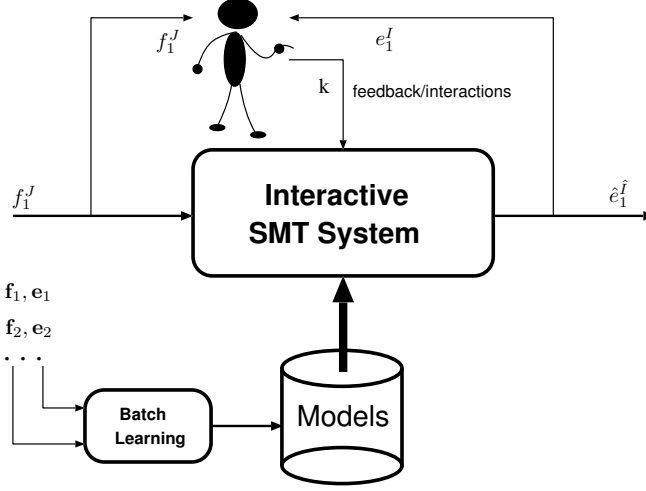 f_1^J
e_1^I
k
feedback/interactions
f_1^J
Interactive
SMT System
ê_1^Î
f_1, e_1
f_2, e_2
. . .
Batch
Learning
Models